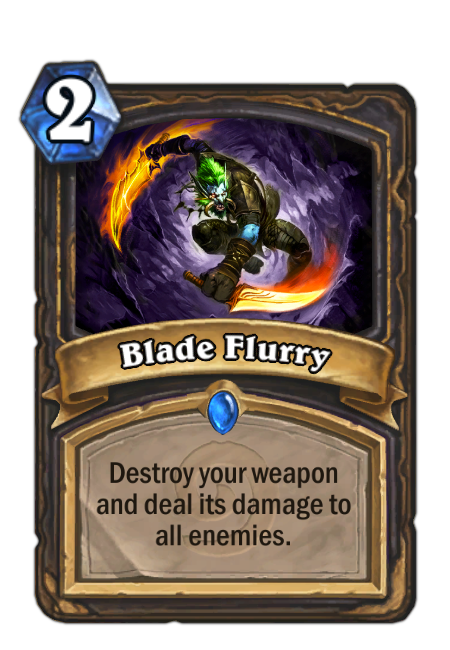 2
Blade Flurry
Destroy your weapon
and deal its damage to
all enemies.